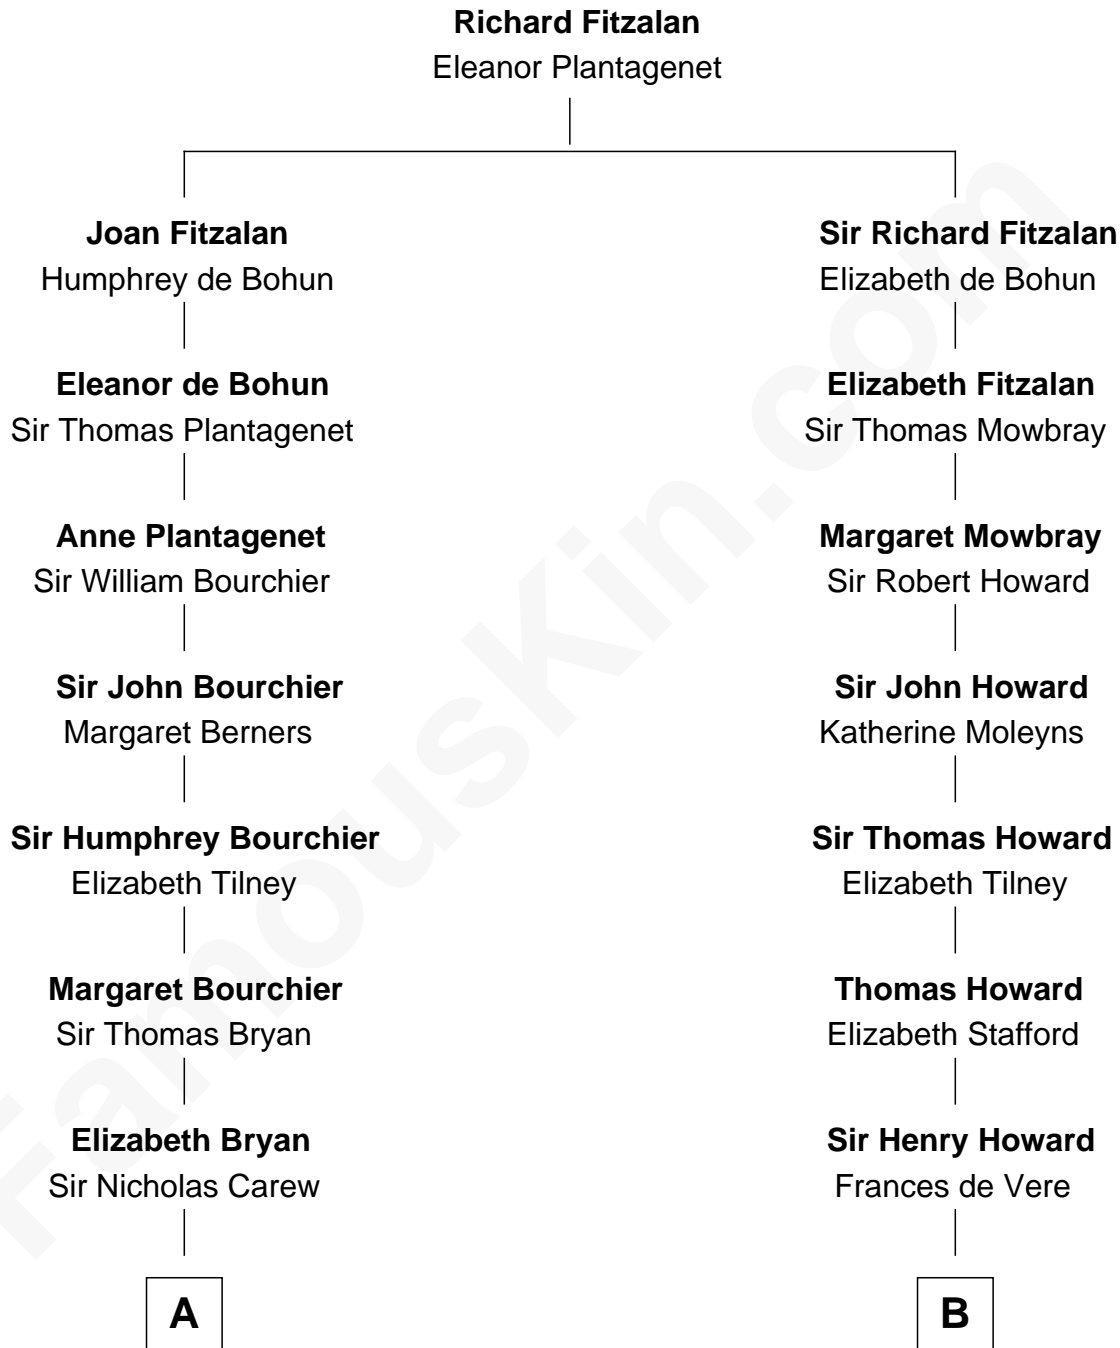 Richard Fitzalan
Eleanor Plantagenet
Joan Fitzalan
Humphrey de Bohun
Sir Richard Fitzalan
Elizabeth de Bohun
Eleanor de Bohun
Sir Thomas Plantagenet
Elizabeth Fitzalan
Sir Thomas Mowbray
Anne Plantagenet
Sir William Bourchier
Margaret Mowbray
Sir Robert Howard
Sir John Bourchier
Margaret Berners
Sir John Howard
Katherine Moleyns
Sir Humphrey Bourchier
Elizabeth Tilney
Sir Thomas Howard
Elizabeth Tilney
Margaret Bourchier
Sir Thomas Bryan
Thomas Howard
Elizabeth Stafford
Elizabeth Bryan
Sir Nicholas Carew
Sir Henry Howard
Frances de Vere
A
B
FamousKin.com